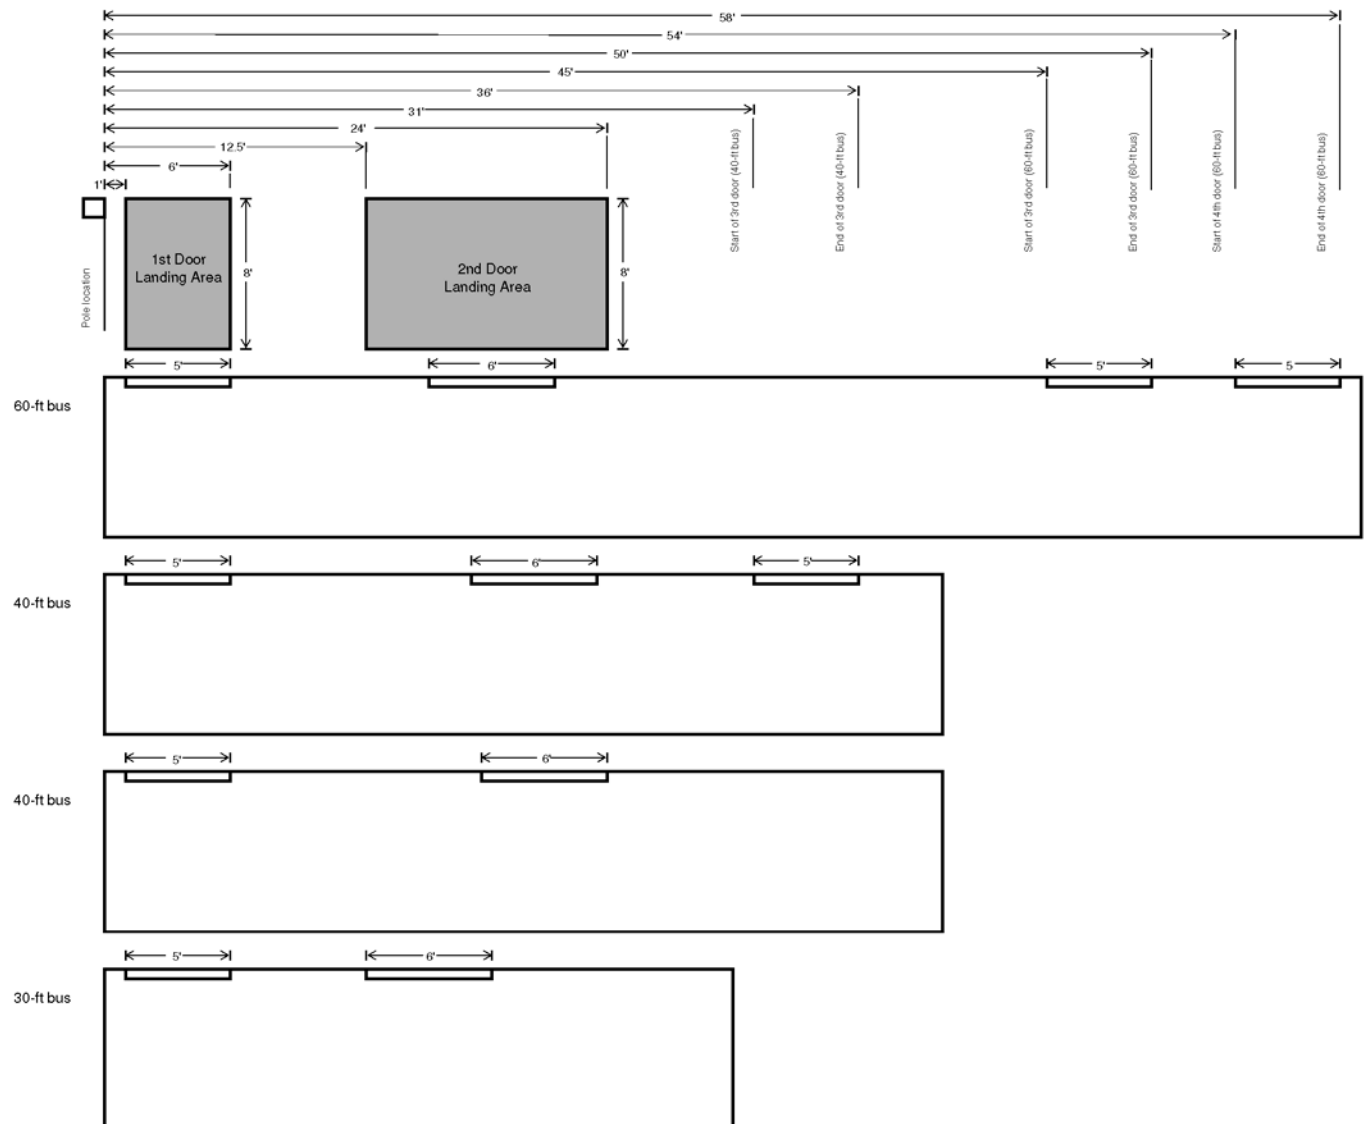 58'
54'
50'
45'
36'
31'
24'
12.5'
6'
1'
Start of 3rd door (40-ft bus)
End of 3rd door (40-ft bus)
Start of 3rd door (60-ft bus)
End of 3rd door (60-ft bus)
Start of 4th door (60-ft bus)
End of 4th door (60-ft bus)
Pole location
1st Door
Landing Area
8'
2nd Door
Landing Area
8'
5'
6'
5'
5
60-ft bus
5'
6'
5'
40-ft bus
5'
6'
40-ft bus
5'
6'
30-ft bus